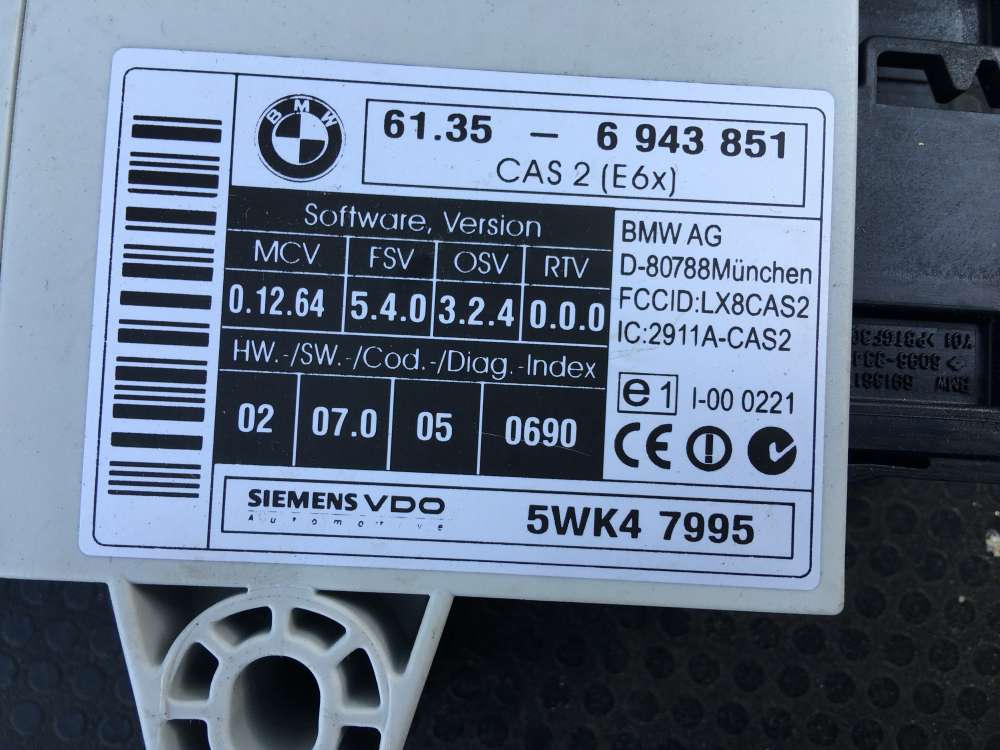 BMW
61.35 – 6 943 851
CAS 2 (E6x)
Software, Version
MCV FSV OSV RTV
0.12.64 5.4.0 3.2.4 0.0.0
HW.-/SW.-/Cod.-/Diag.-Index
02 07.0 05 0690
BMW AG
D-80788München
FCCID:LX8CAS2
IC:2911A-CAS2
e1 I-00 0221
CE
SIEMENS VDO
Automotive
5WK4 7995